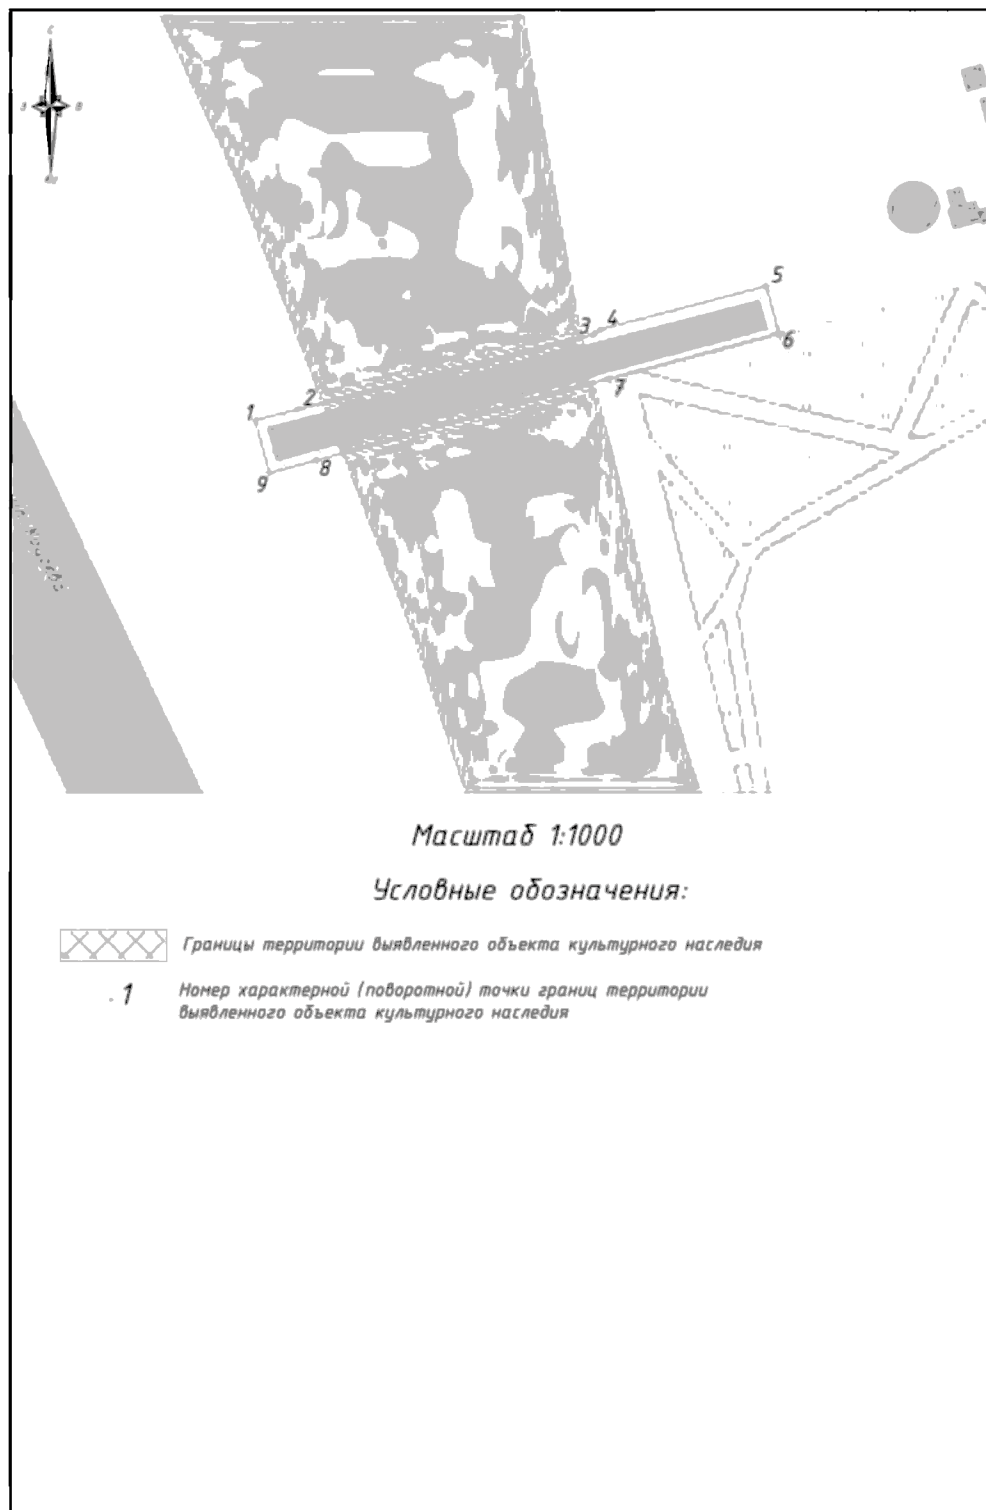 С
З
В
3
4
5
6
7
2
1
8
9
Масштаб 1:1000
Условные обозначения:
Границы территории выявленного объекта культурного наследия
1
Номер характерной (поворотной) точки границ территории
выявленного объекта культурного наследия